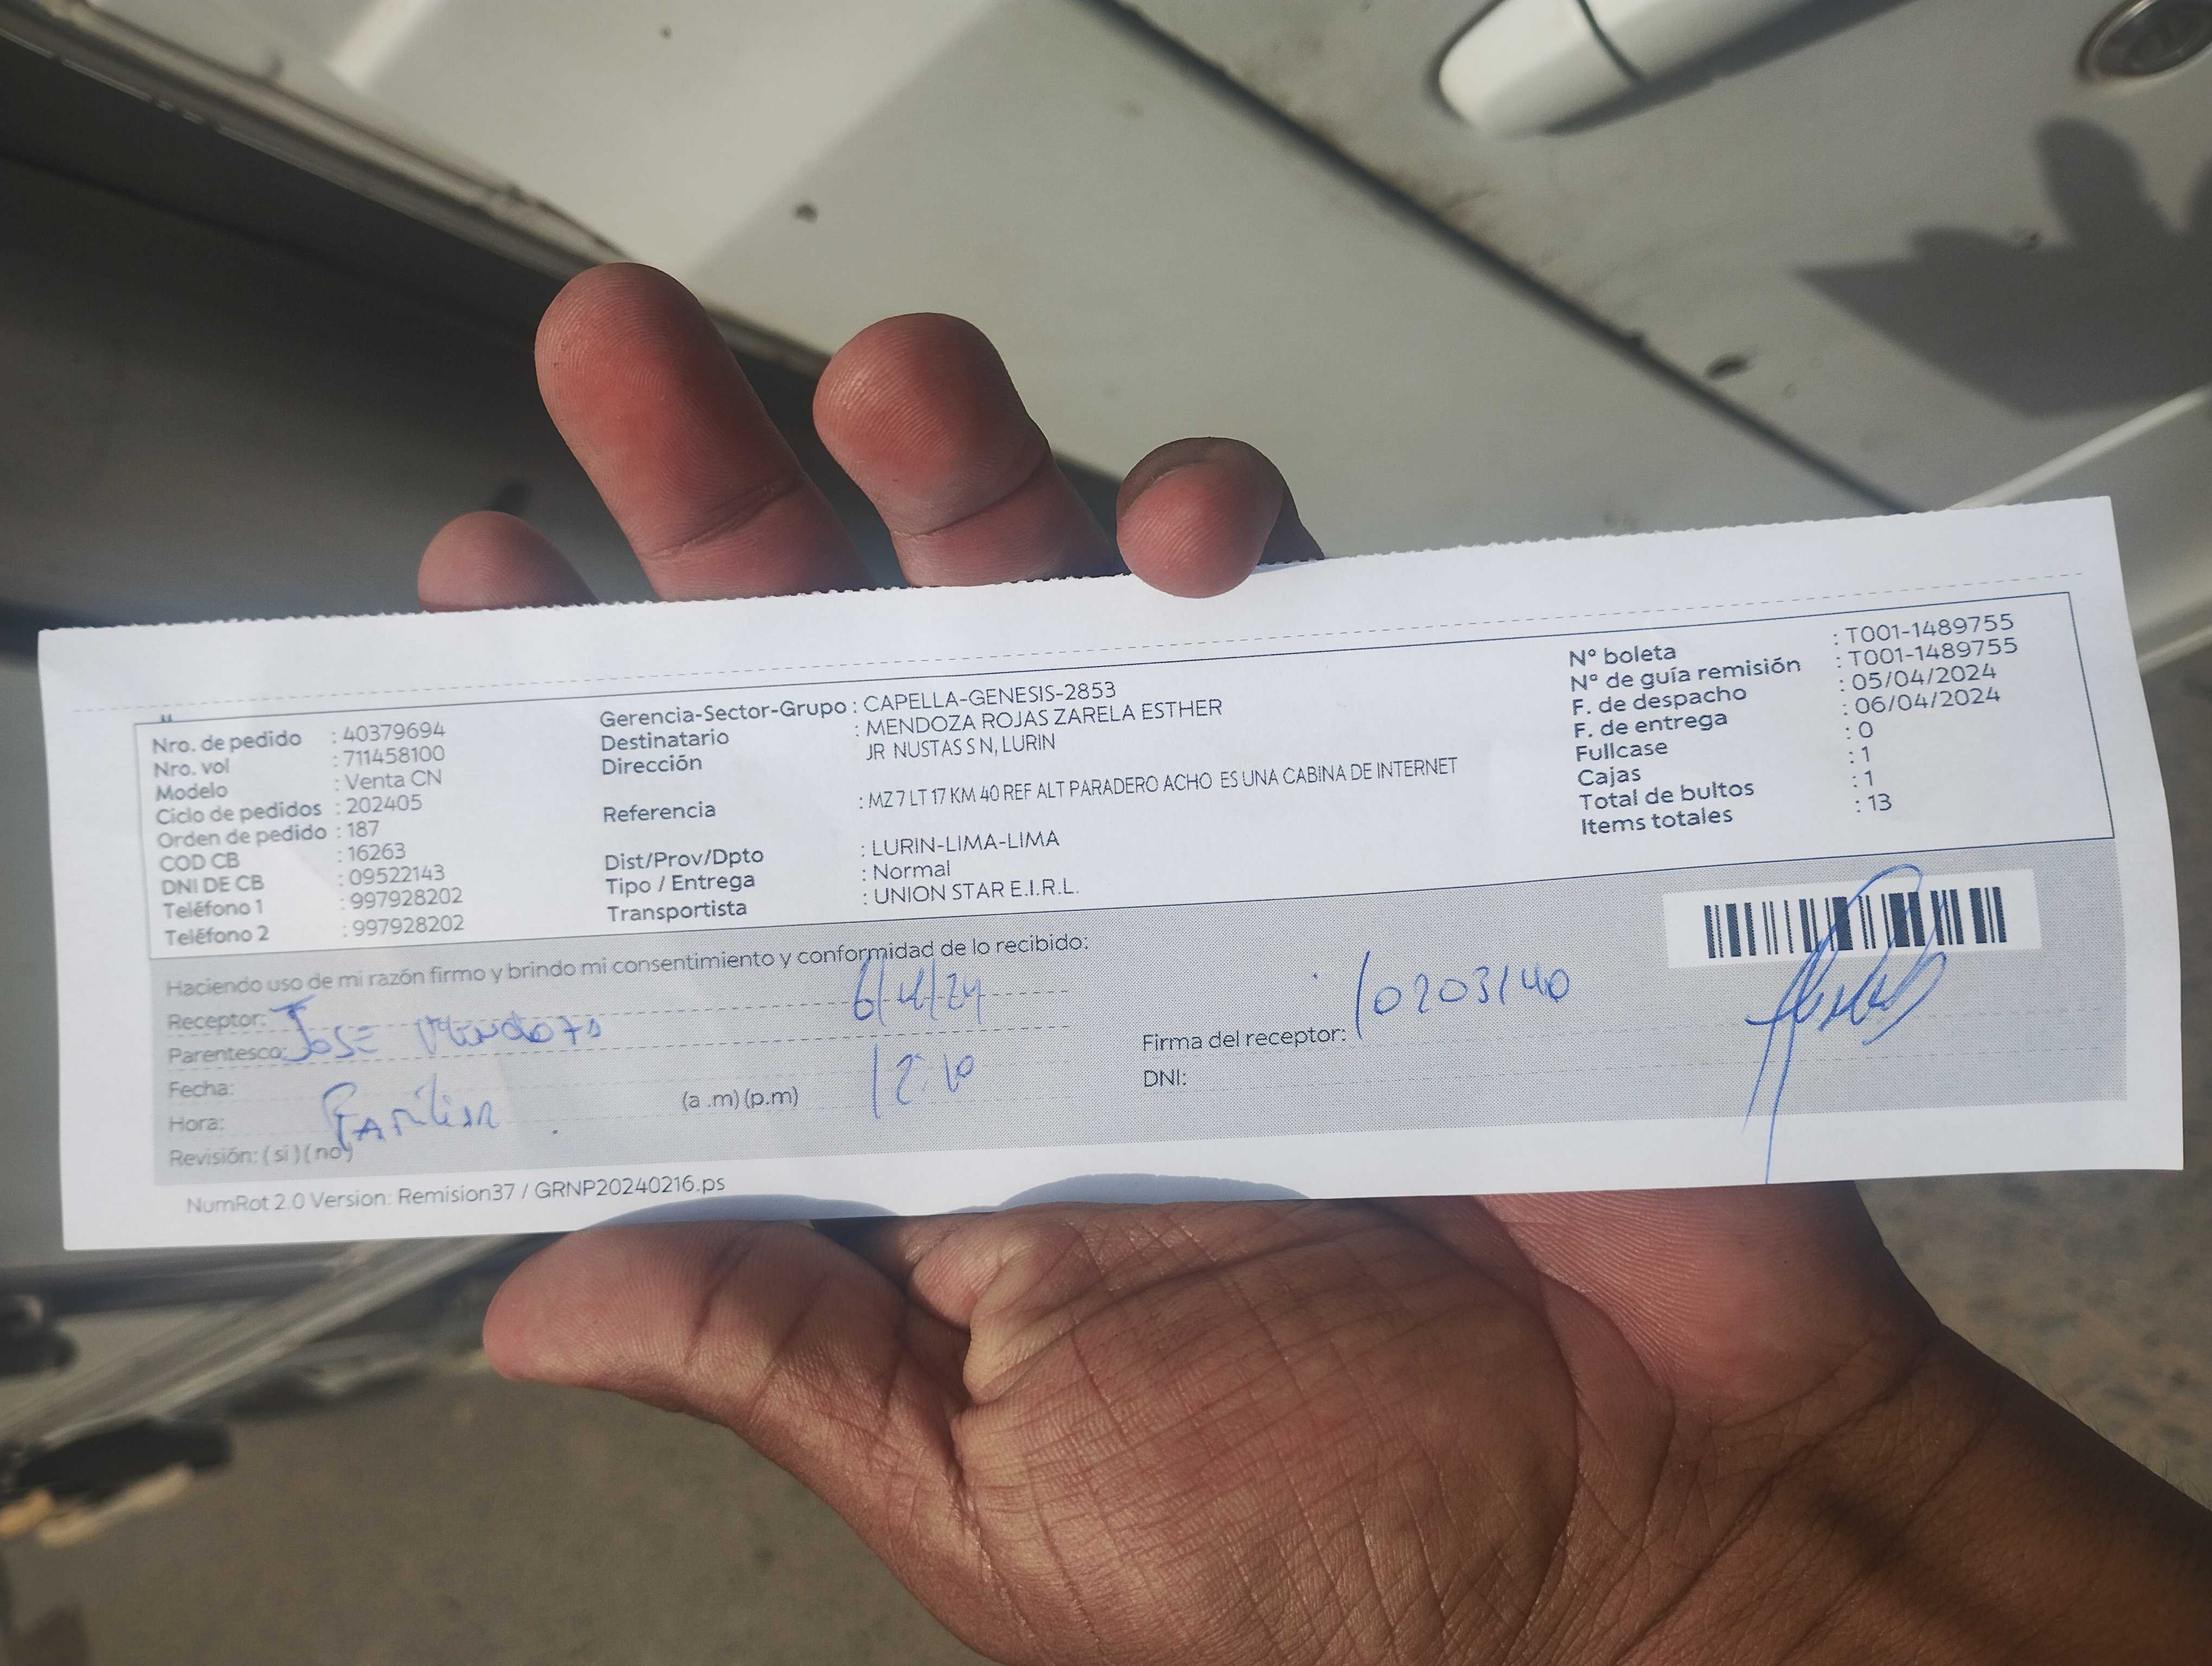 Nro. de pedido : 40379694
Nro. vol : 711458100
Modelo : Venta CN
Ciclo de pedidos : 202405
Orden de pedido : 187
COD CB : 16263
DNI DE CB : 09522143
Teléfono 1 : 997928202
Teléfono 2 : 997928202
Gerencia-Sector-Grupo : CAPELLA-GENESIS-2853
Destinatario : MENDOZA ROJAS ZARELA ESTHER
Dirección JR NUSTAS S N, LURIN
Referencia : MZ 7 LT 17 KM 40 REF ALT PARADERO ACHO ES UNA CABINA DE INTERNET
Dist/Prov/Dpto : LURIN-LIMA-LIMA
Tipo / Entrega : Normal
Transportista : UNION STAR E.I.R.L.
N° boleta : T001-1489755
N° de guía remisión : T001-1489755
F. de despacho : 05/04/2024
F. de entrega : 06/04/2024
Fullcase : 0
Cajas : 1
Total de bultos : 1
Items totales : 13
Haciendo uso de mi razón firmo y brindo mi consentimiento y conformidad de lo recibido:
Receptor: 6/4/24
Parentesco: JOSE Mendoza
Fecha:
Hora: Familiar (a .m) (p.m) 12:10
Revisión: ( si ) ( no )
Firma del receptor: 10203140
DNI:
NumRot 2.0 Version: Remision37 / GRNP20240216.ps